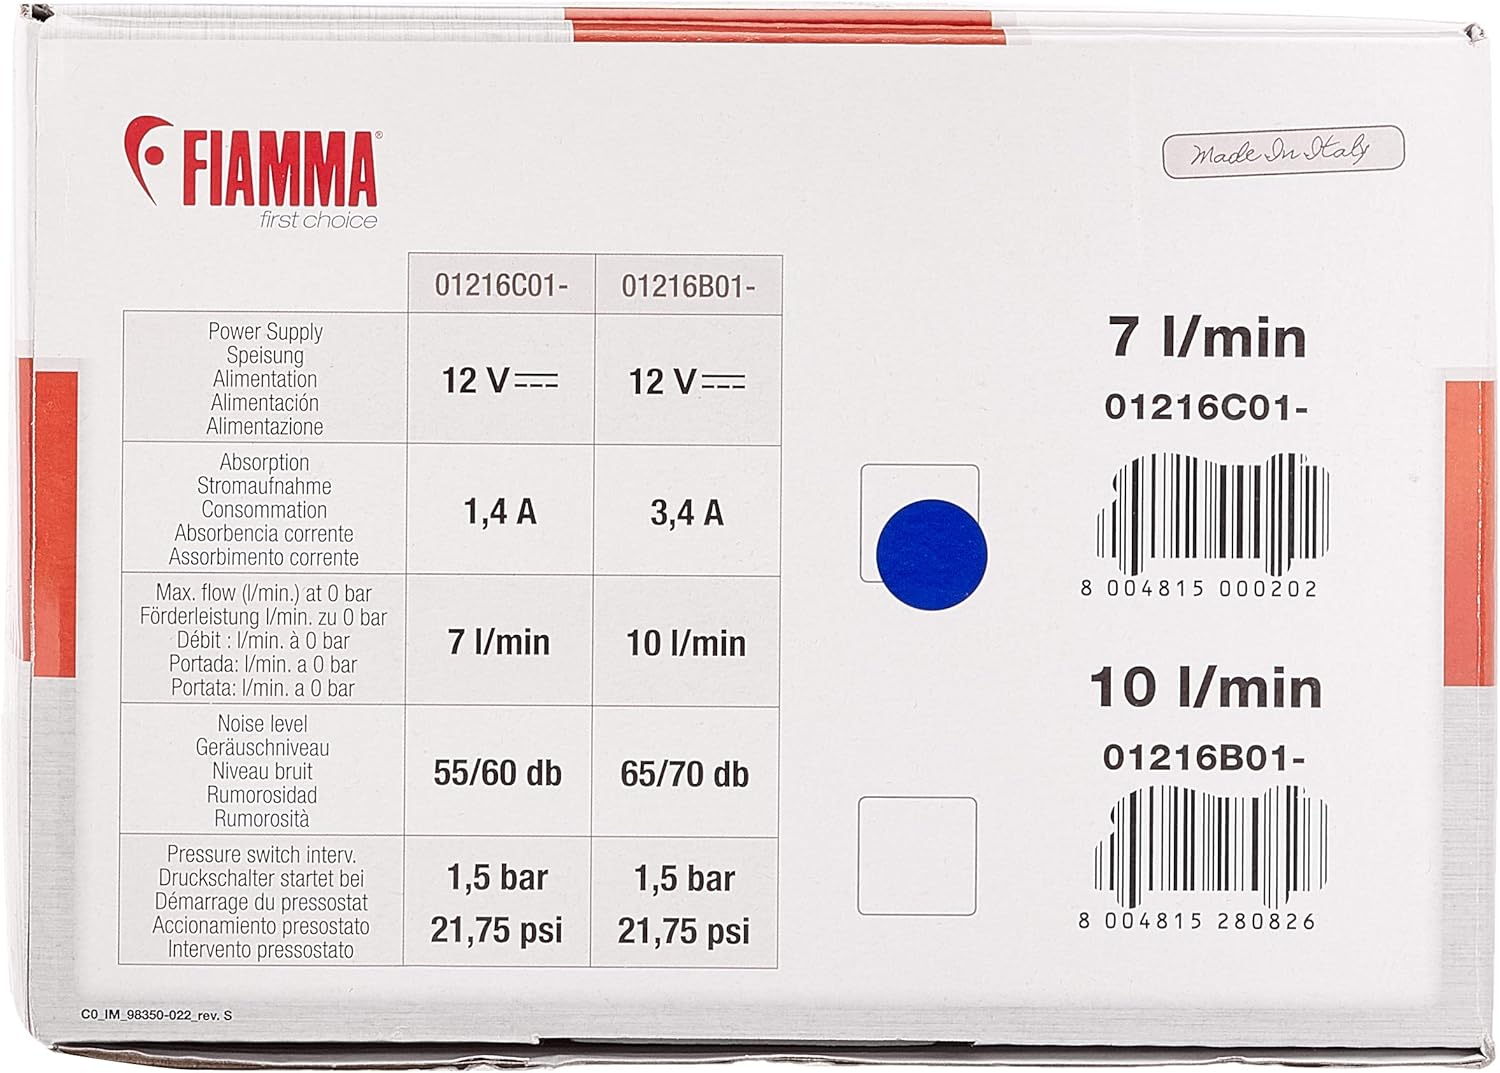 FIAMMA®
first choice
Made In Italy
01216C01- 01216B01-
Power Supply
Speisung
Alimentation
Alimentación
Alimentazione
12 V 12 V
Absorption
Stromaufnahme
Consommation
Absorbencia corriente
Assorbimento corrente
1,4 A 3,4 A
Max. flow (l/min.) at 0 bar
Förderleistung l/min. zu 0 bar
Débit : l/min. à 0 bar
Portada: l/min. a 0 bar
Portata: l/min. a 0 bar
7 l/min 10 l/min
Noise level
Geräuschniveau
Niveau bruit
Rumorosidad
Rumorosità
55/60 db 65/70 db
Pressure switch interv.
Druckschalter startet bei
Démarrage du pressostat
Accionamiento presostato
Intervento pressostato
1,5 bar 1,5 bar
21,75 psi 21,75 psi
7 l/min
01216C01-
8 004815 000202
10 l/min
01216B01-
8 004815 280826
C0_IM_98350-022_rev. S